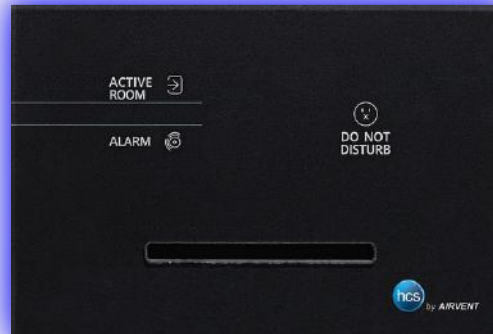 ACTIVE
ROOM
ALARM
DO NOT
DISTURB
hcs
by AIRVENT